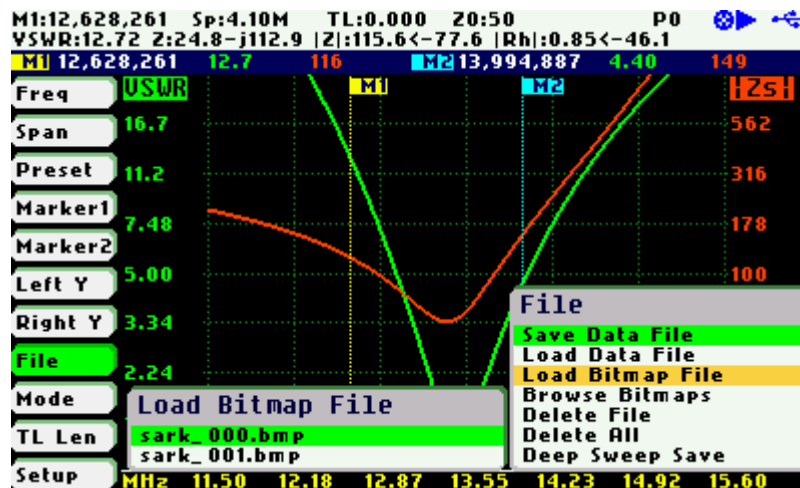 M1:12,628,261 Sp:4.10M TL:0.000 Z0:50 P0
VSWR:12.72 Z:24.8-j112.9 |Z|:115.6<-77.6 |Rh|:0.85<-46.1
M1 12,628,261 12.7 116 M2 13,994,887 4.40 149
Freq
Span
Preset
Marker1
Marker2
Left Y
Right Y
File
Mode
TL Len
Setup
VSWR
M1
M2
|Zs|
16.7
11.2
7.48
5.00
3.34
2.24
562
316
178
100
File
Save Data File
Load Data File
Load Bitmap File
Browse Bitmaps
Delete File
Delete All
Deep Sweep Save
Load Bitmap File
sark_000.bmp
sark_001.bmp
MHz 11.50 12.18 12.87 13.55 14.23 14.92 15.60